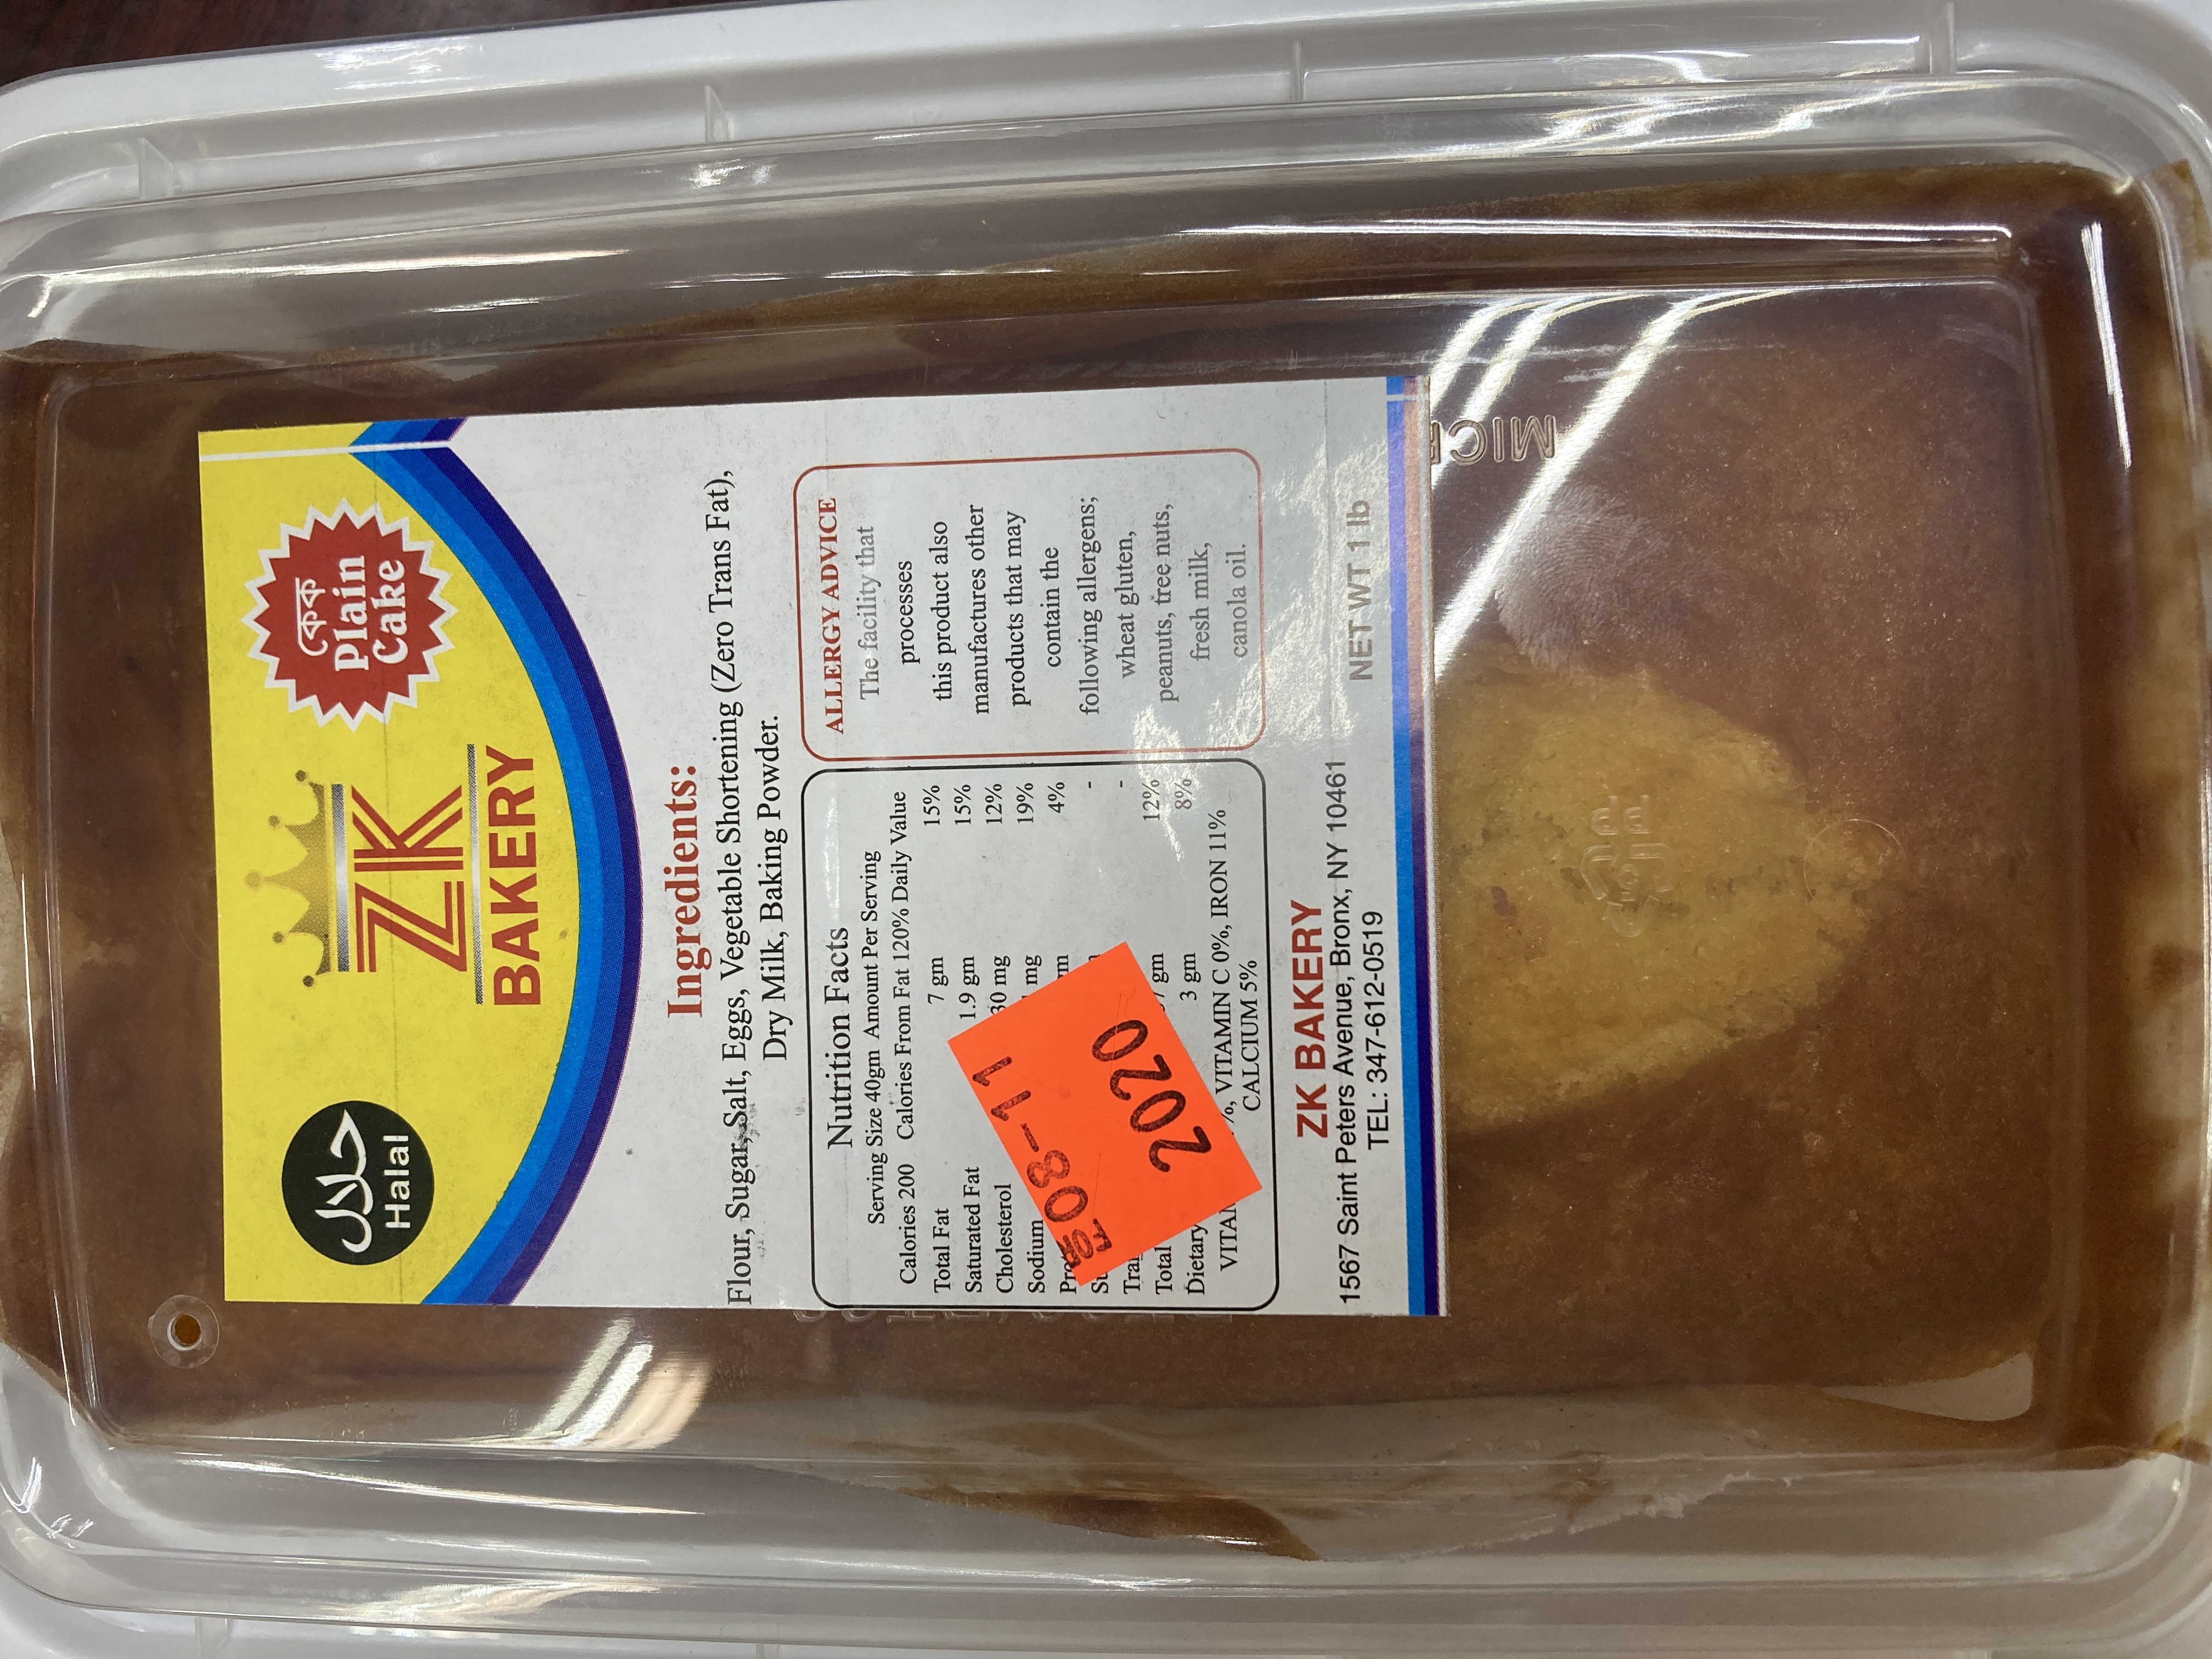 حلال
Halal
ZK
BAKERY
কেক
Plain
Cake
Ingredients:
Flour, Sugar, Salt, Eggs, Vegetable Shortening (Zero Trans Fat),
Dry Milk, Baking Powder.
Nutrition Facts
Serving Size 40gm Amount Per Serving
Calories 200 Calories From Fat 120% Daily Value
Total Fat 7 gm 15%
Saturated Fat 1.9 gm 15%
Cholesterol 30 mg 12%
Sodium mg 19%
4%
-
-
Total gm 12%
Dietary 3 gm 8%
VITAMIN C 0%, IRON 11%
CALCIUM 5%
08-11
2020
ALLERGY ADVICE
The facility that
processes
this product also
manufactures other
products that may
contain the
following allergens;
wheat gluten,
peanuts, tree nuts,
fresh milk,
canola oil.
ZK BAKERY
1567 Saint Peters Avenue, Bronx, NY 10461
TEL: 347-612-0519
NET WT 1 lb